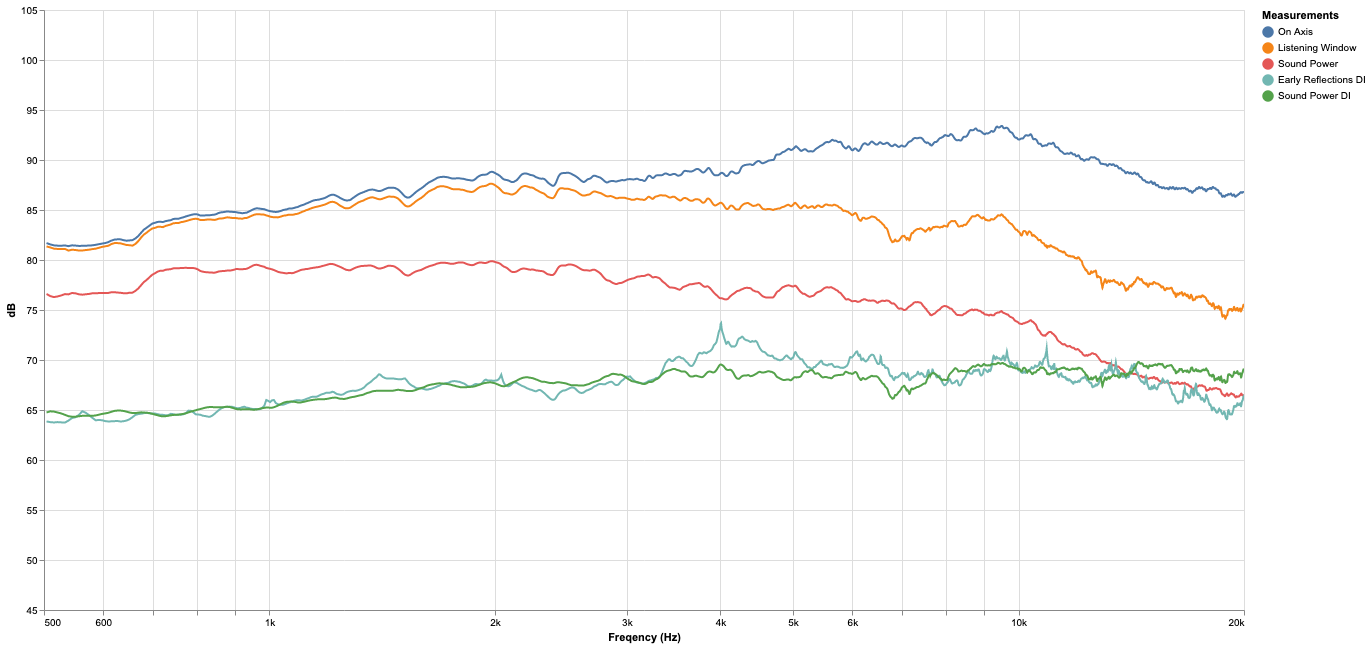 105
100
95
90
85
80
75
70
65
60
55
50
45
dB
500 600 1k 2k 3k 4k 5k 6k 10k 20k
Freqency (Hz)
Measurements
On Axis
Listening Window
Sound Power
Early Reflections DI
Sound Power DI